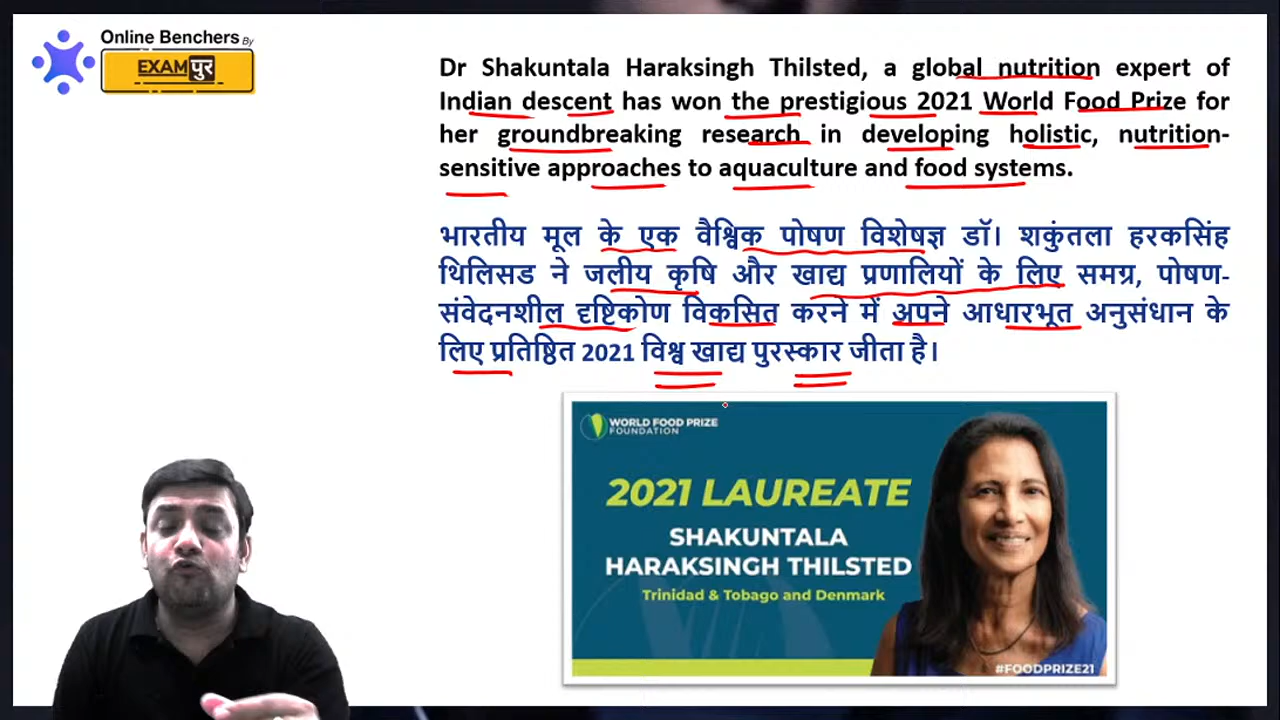 Online Benchers By
EXAMपुर
Dr Shakuntala Haraksingh Thilsted, a global nutrition expert of
Indian descent has won the prestigious 2021 World Food Prize for
her groundbreaking research in developing holistic, nutrition-
sensitive approaches to aquaculture and food systems.
भारतीय मूल के एक वैश्विक पोषण विशेषज्ञ डॉ। शकुंतला हरकसिंह
थिलिसड ने जलीय कृषि और खाद्य प्रणालियों के लिए समग्र, पोषण-
संवेदनशील दृष्टिकोण विकसित करने में अपने आधारभूत अनुसंधान के
लिए प्रतिष्ठित 2021 विश्व खाद्य पुरस्कार जीता है।
WORLD FOOD PRIZE
FOUNDATION
2021 LAUREATE
SHAKUNTALA
HARAKSINGH THILSTED
Trinidad & Tobago and Denmark
#FOODPRIZE21